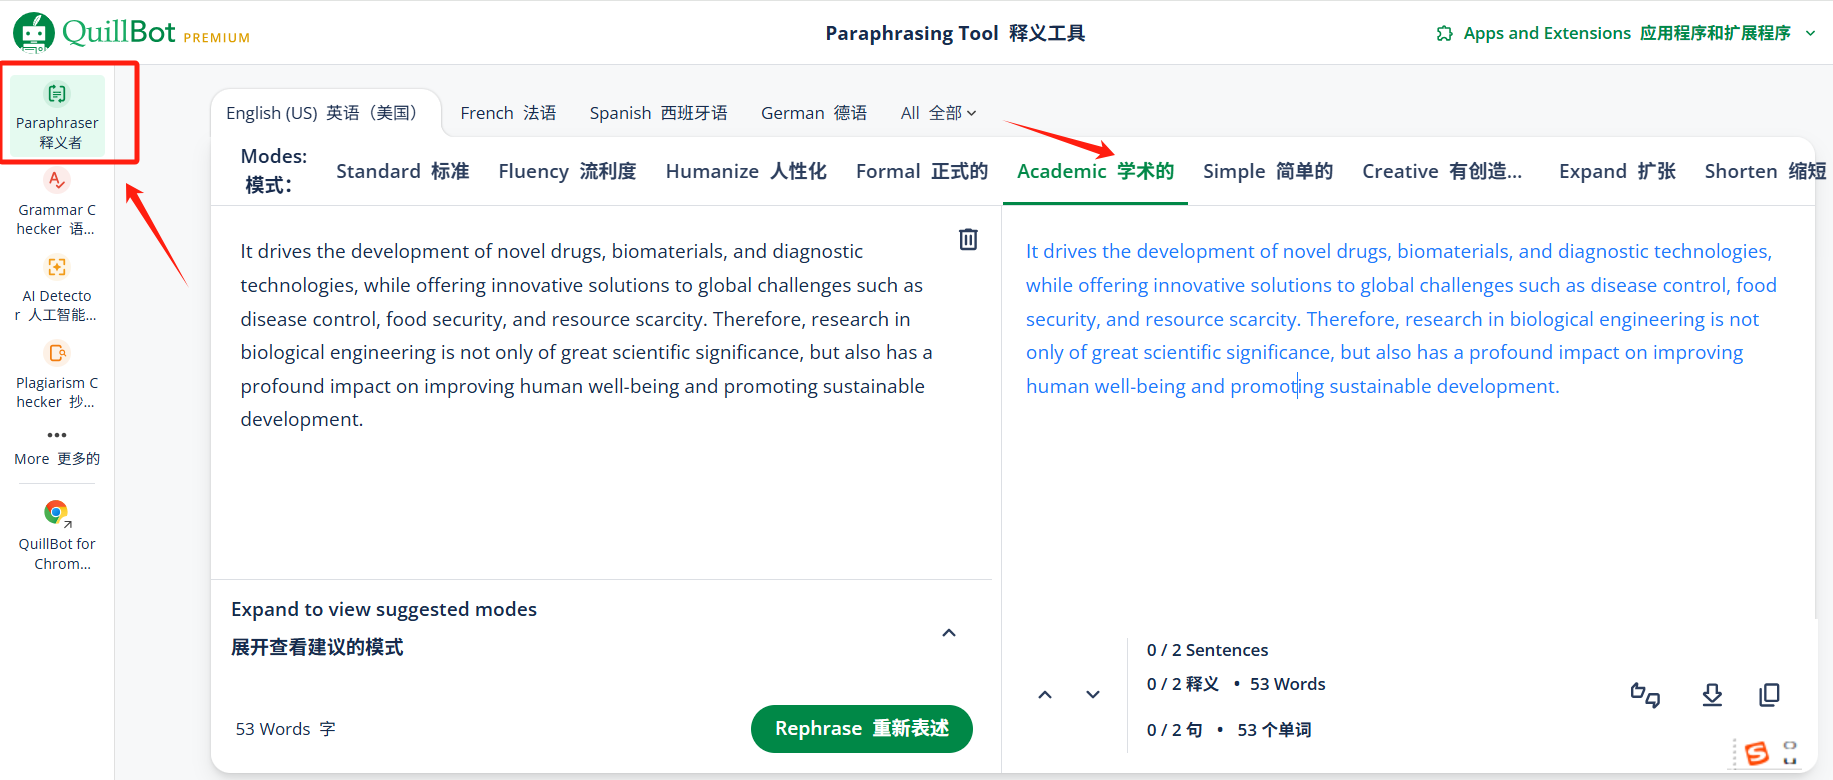 QuillBot PREMIUM
Paraphrasing Tool 释义工具
Apps and Extensions 应用程序和扩展程序
Paraphraser
释义者
Grammar C
hecker 语...
AI Detecto
r 人工智能...
Plagiarism C
hecker 抄...
More 更多的
QuillBot for
Chrom...
English (US) 英语（美国） French 法语 Spanish 西班牙语 German 德语 All 全部
Modes:
模式：
Standard 标准 Fluency 流利度 Humanize 人性化 Formal 正式的 Academic 学术的 Simple 简单的 Creative 有创造... Expand 扩张 Shorten 缩短
It drives the development of novel drugs, biomaterials, and diagnostic
technologies, while offering innovative solutions to global challenges such as
disease control, food security, and resource scarcity. Therefore, research in
biological engineering is not only of great scientific significance, but also has a
profound impact on improving human well-being and promoting sustainable
development.
Expand to view suggested modes
展开查看建议的模式
53 Words 字
Rephrase 重新表述
It drives the development of novel drugs, biomaterials, and diagnostic technologies,
while offering innovative solutions to global challenges such as disease control, food
security, and resource scarcity. Therefore, research in biological engineering is not
only of great scientific significance, but also has a profound impact on improving
human well-being and promoting sustainable development.
0 / 2 Sentences
0 / 2 释义 • 53 Words
0 / 2 句 • 53 个单词